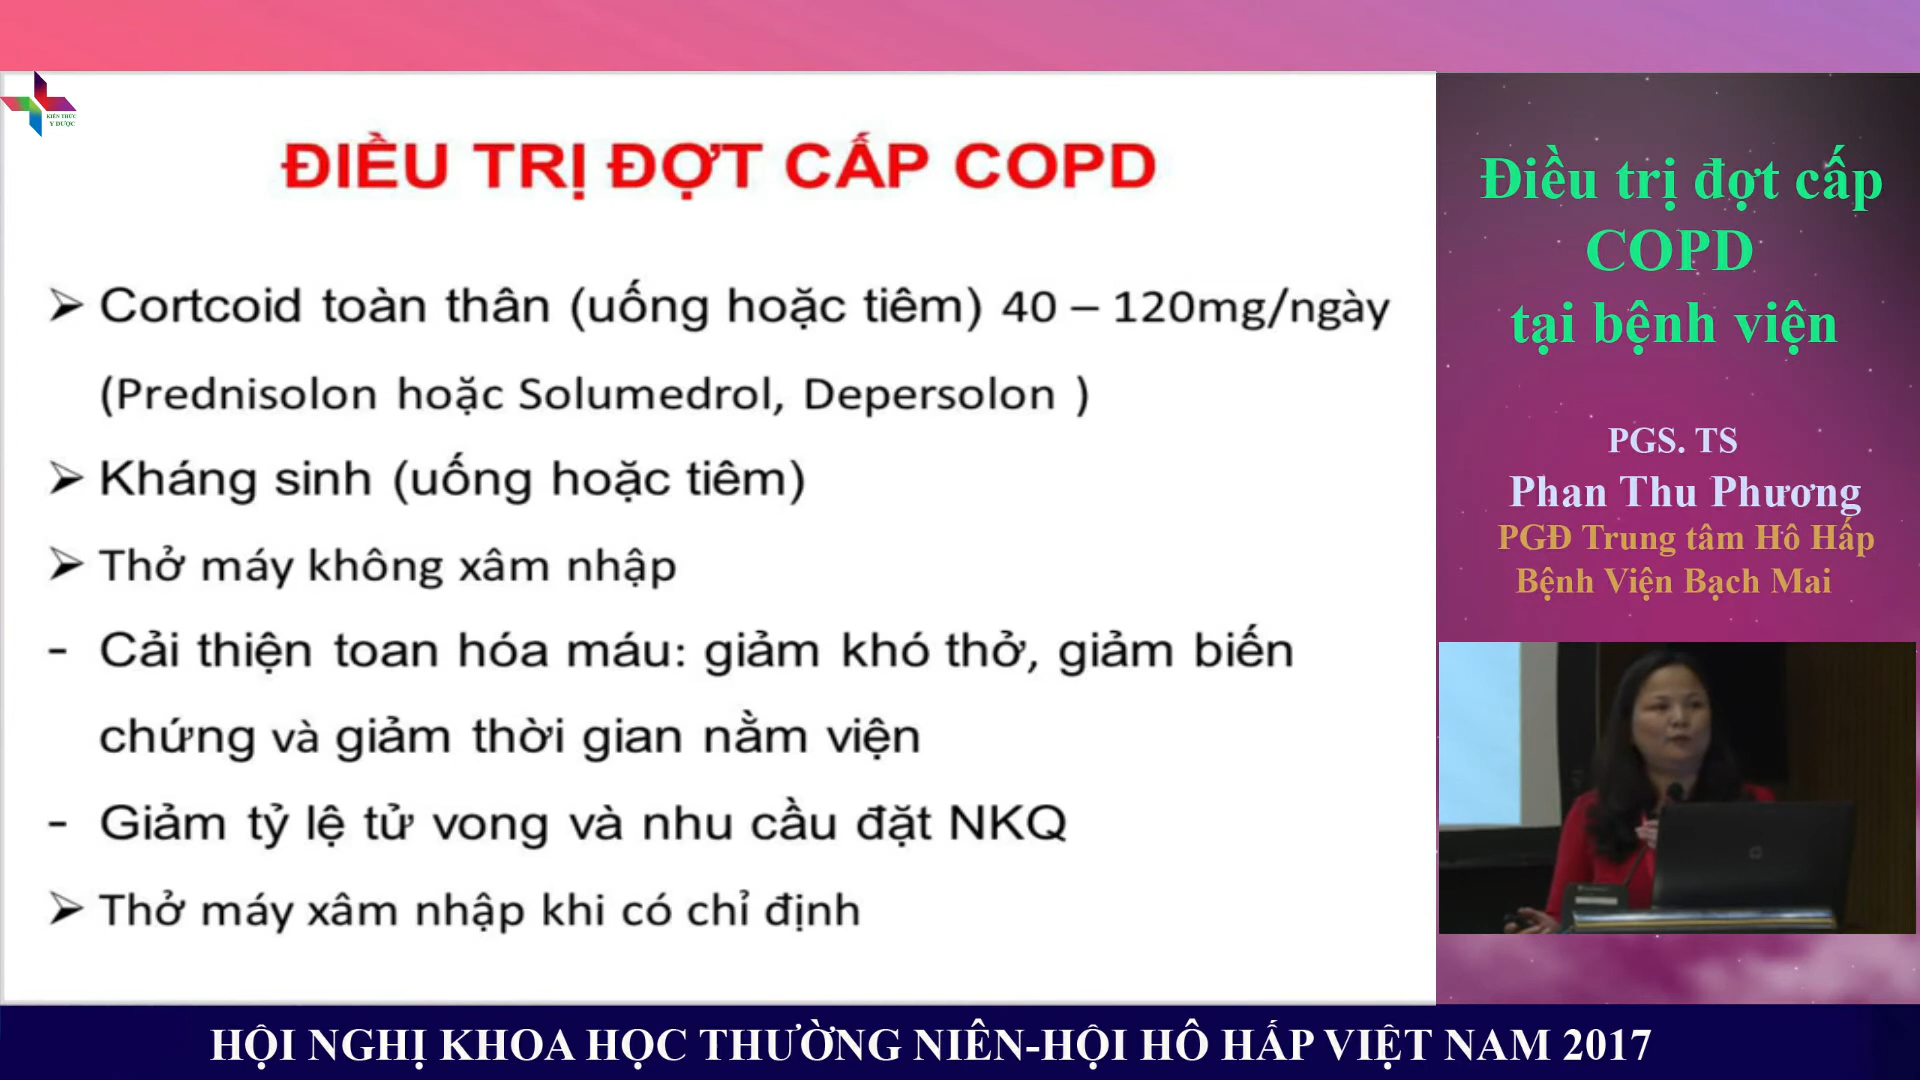 KIẾN THỨC
Y DƯỢC
ĐIỀU TRỊ ĐỢT CẤP COPD
➢ Cortcoid toàn thân (uống hoặc tiêm) 40 – 120mg/ngày
(Prednisolon hoặc Solumedrol, Depersolon )
➢ Kháng sinh (uống hoặc tiêm)
➢ Thở máy không xâm nhập
- Cải thiện toan hóa máu: giảm khó thở, giảm biến
chứng và giảm thời gian nằm viện
- Giảm tỷ lệ tử vong và nhu cầu đặt NKQ
➢ Thở máy xâm nhập khi có chỉ định
Điều trị đợt cấp
COPD
tại bệnh viện
PGS. TS
Phan Thu Phương
PGĐ Trung tâm Hô Hấp
Bệnh Viện Bạch Mai
HỘI NGHỊ KHOA HỌC THƯỜNG NIÊN-HỘI HÔ HẤP VIỆT NAM 2017